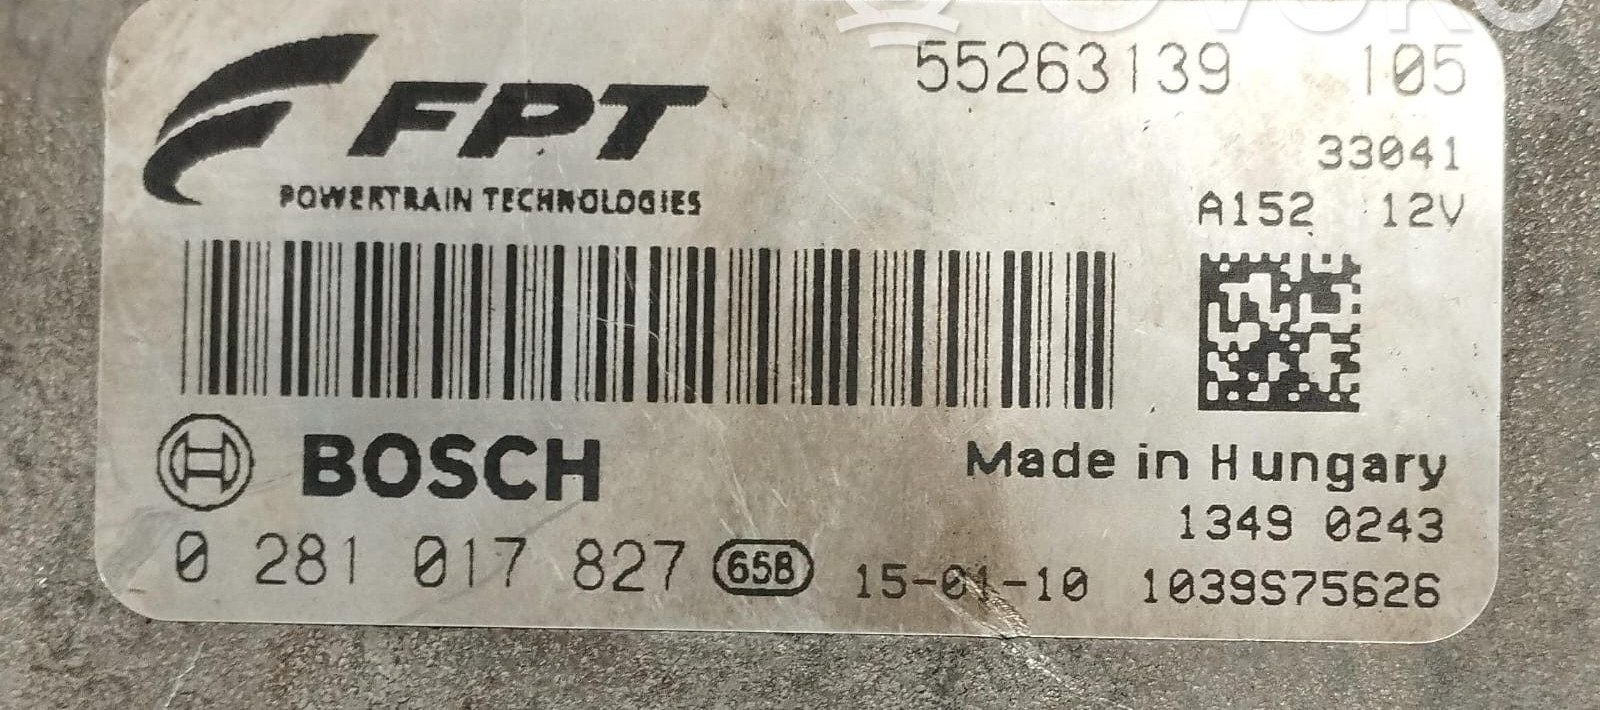 FPT
POWERTRAIN TECHNOLOGIES
55263139 105
33041
A152 12V
BOSCH
Made in Hungary
1349 0243
0 281 017 827 65B 15-01-10 1039S75626